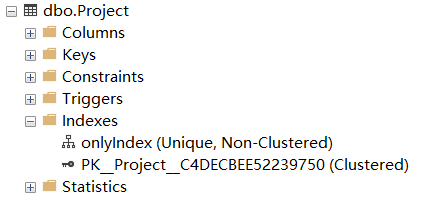 dbo.Project
Columns
Keys
Constraints
Triggers
Indexes
onlyIndex (Unique, Non-Clustered)
PK__Project__C4DECBEE52239750 (Clustered)
Statistics